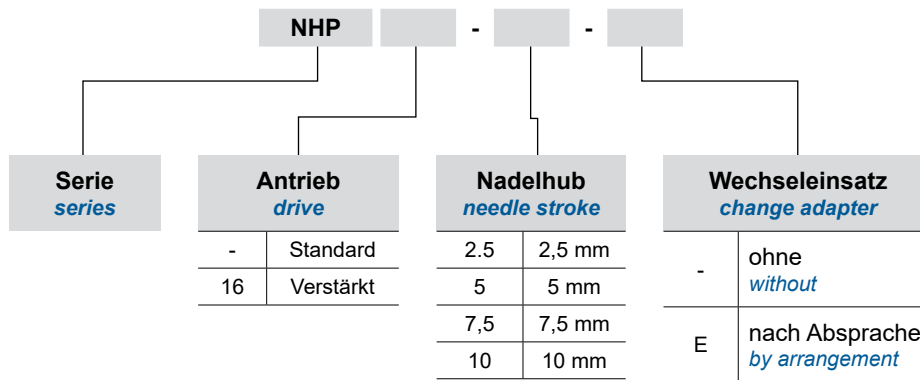 NHP - -
Serie
series
Antrieb
drive
- Standard
16 Verstärkt
Nadelhub
needle stroke
2.5 2,5 mm
5 5 mm
7,5 7,5 mm
10 10 mm
Wechseleinsatz
change adapter
- ohne
without
E nach Absprache
by arrangement